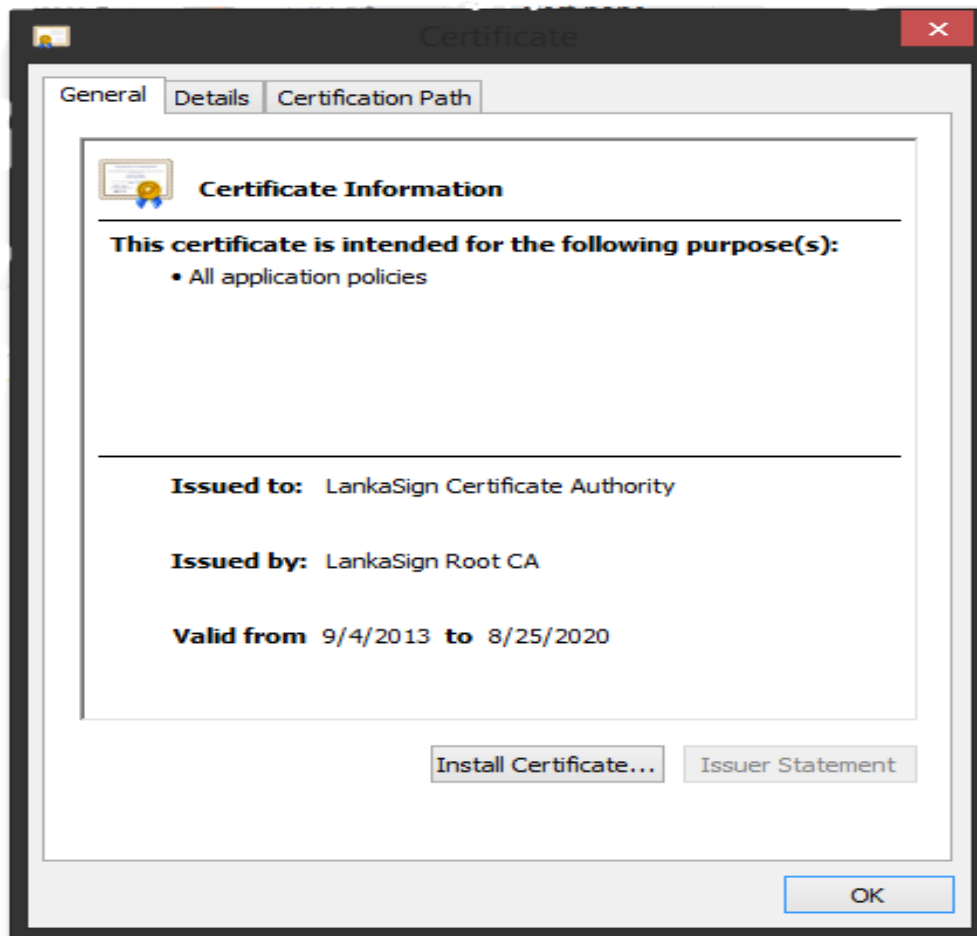 Certificate
General Details Certification Path
Certificate Information
This certificate is intended for the following purpose(s):
• All application policies
Issued to: LankaSign Certificate Authority
Issued by: LankaSign Root CA
Valid from 9/4/2013 to 8/25/2020
Install Certificate... Issuer Statement
OK